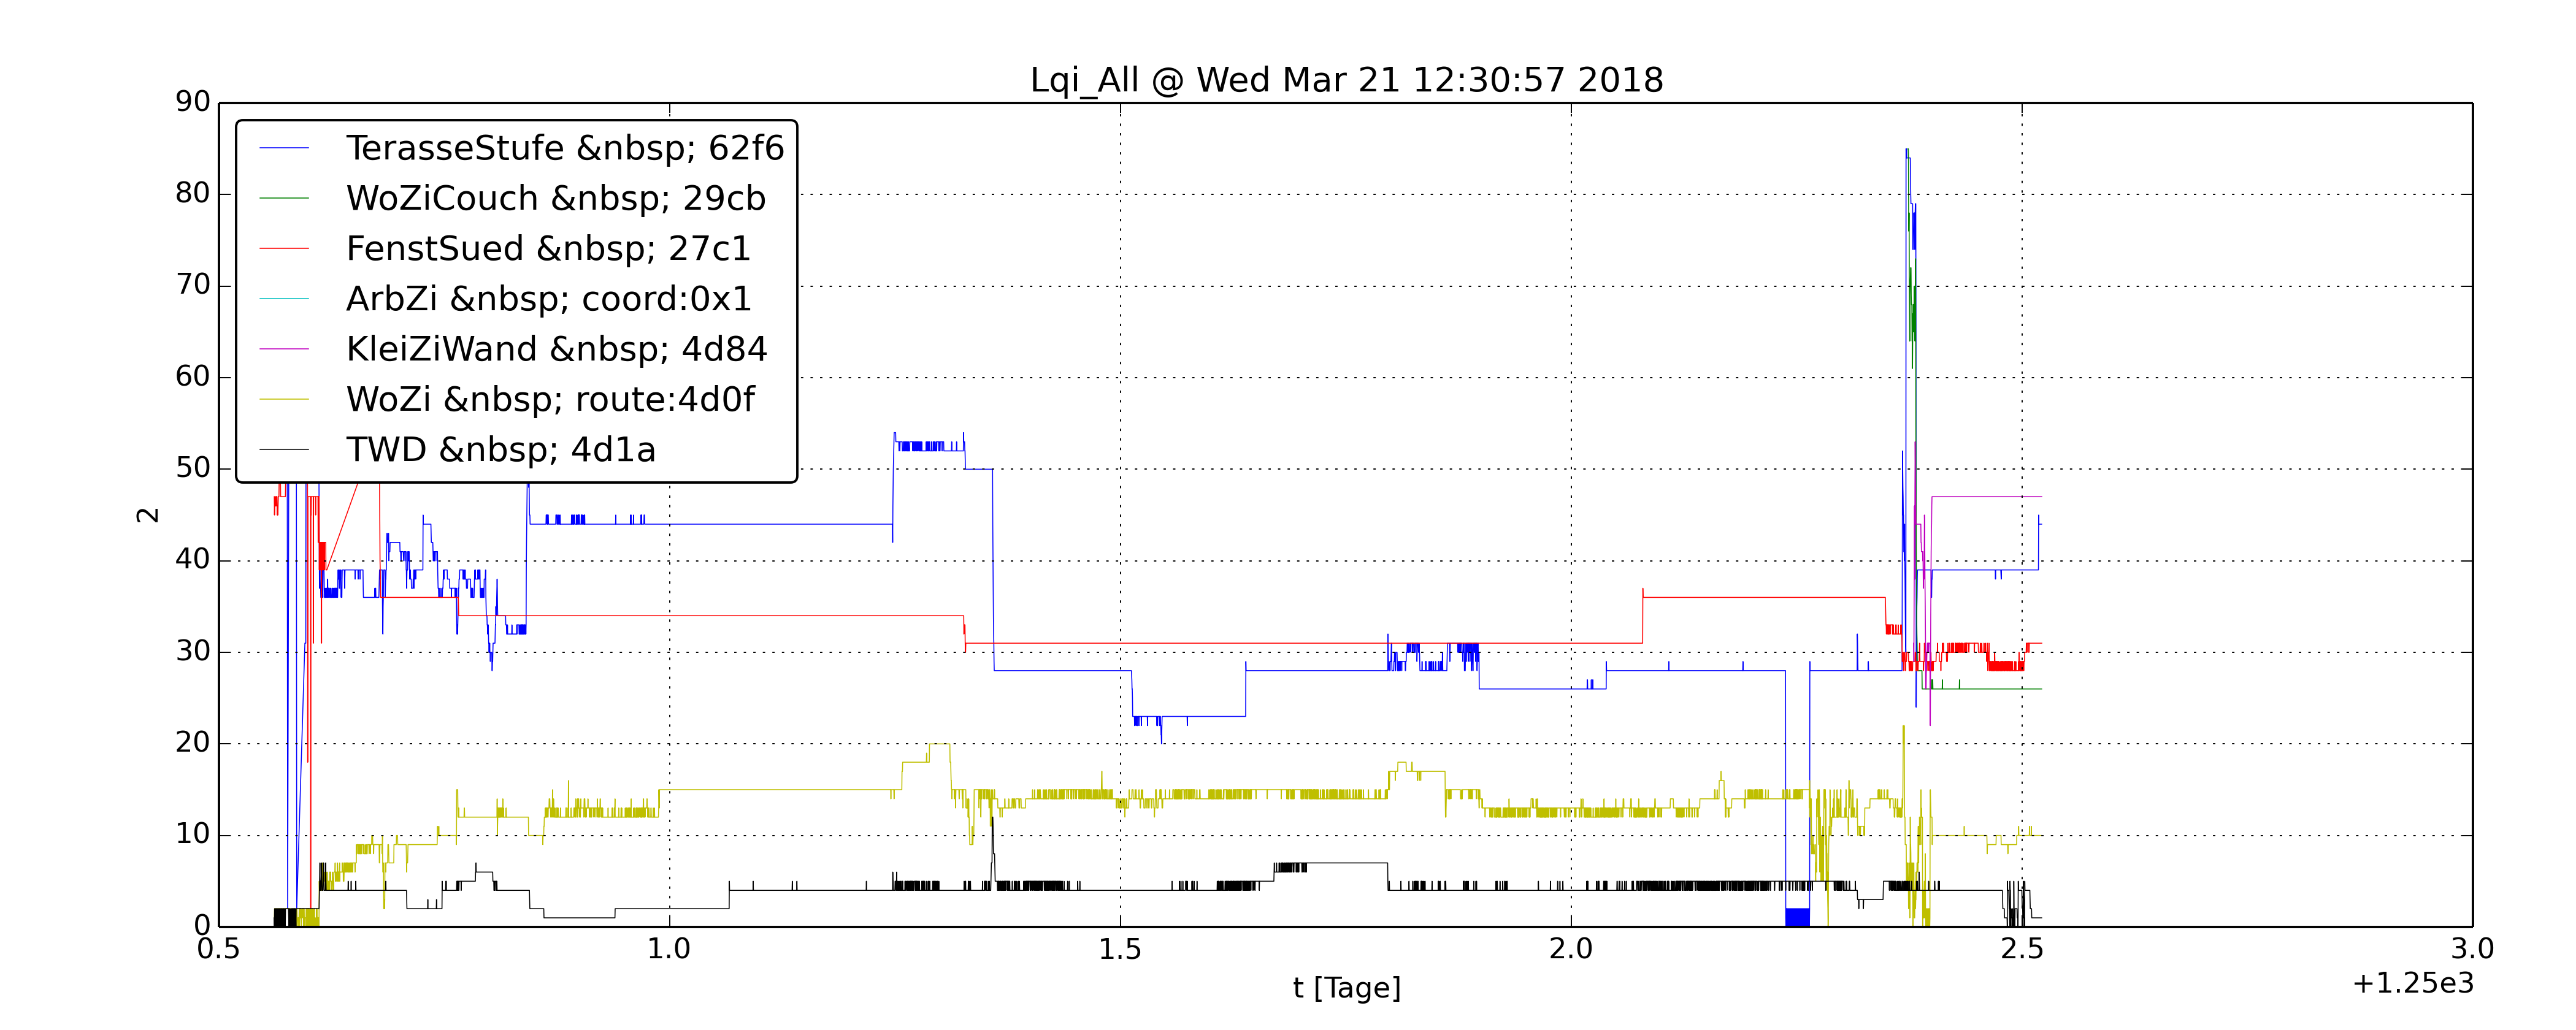 Lqi_All @ Wed Mar 21 12:30:57 2018
90
80
70
60
50
40
30
20
10
0
2
TerasseStufe &nbsp; 62f6
WoZiCouch &nbsp; 29cb
FenstSued &nbsp; 27c1
ArbZi &nbsp; coord:0x1
KleiZiWand &nbsp; 4d84
WoZi &nbsp; route:4d0f
TWD &nbsp; 4d1a
0.5 1.0 1.5 2.0 2.5 3.0
t [Tage]
+1.25e3